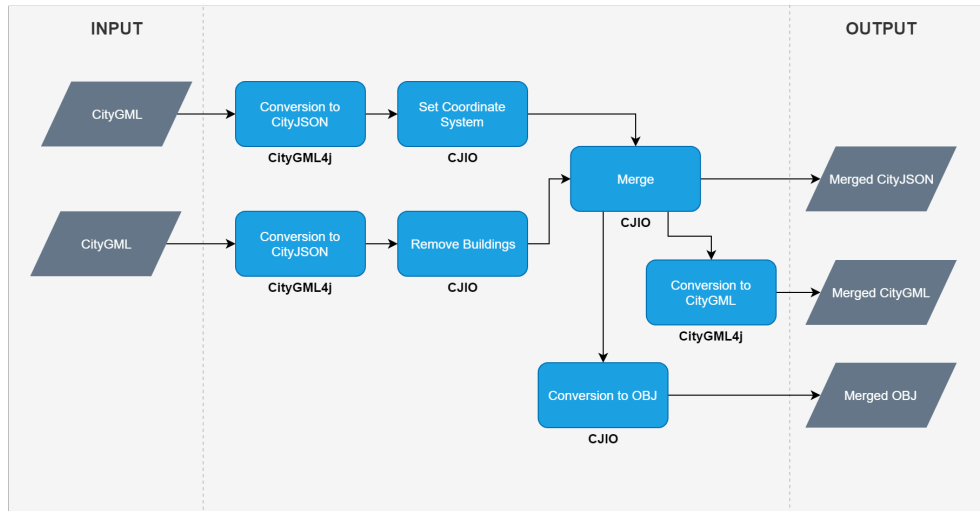 INPUT
OUTPUT
CityGML
Conversion to
CityJSON
CityGML4j
Set Coordinate
System
CJIO
Merge
CJIO
Merged CityJSON
CityGML
Conversion to
CityJSON
CityGML4j
Remove Buildings
CJIO
Conversion to
CityGML
CityGML4j
Merged CityGML
Conversion to OBJ
CJIO
Merged OBJ